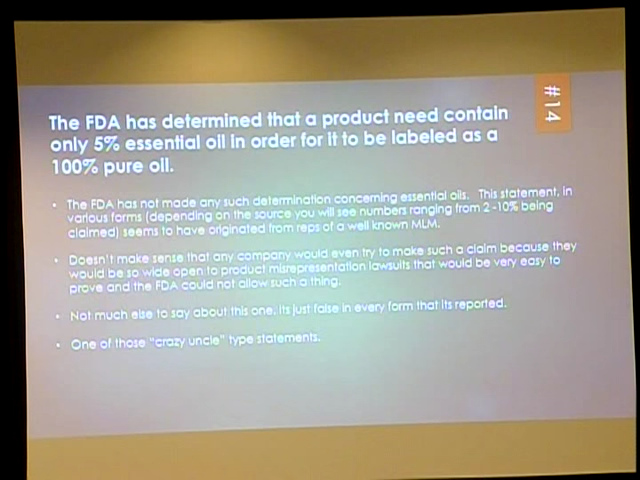 #14
The FDA has determined that a product need contain
only 5% essential oil in order for it to be labeled as a
100% pure oil.
• The FDA has not made any such determination concerning essential oils. This statement, in
various forms (depending on the source you will see numbers ranging from 2-10% being
claimed) seems to have originated from reps of a well known MLM.
• Doesn't make sense that any company would even try to make such a claim because they
would be so wide open to product misrepresentation lawsuits that would be very easy to
prove and the FDA could not allow such a thing.
• Not much else to say about this one, its just false in every form that its reported.
• One of those "crazy uncle" type statements.